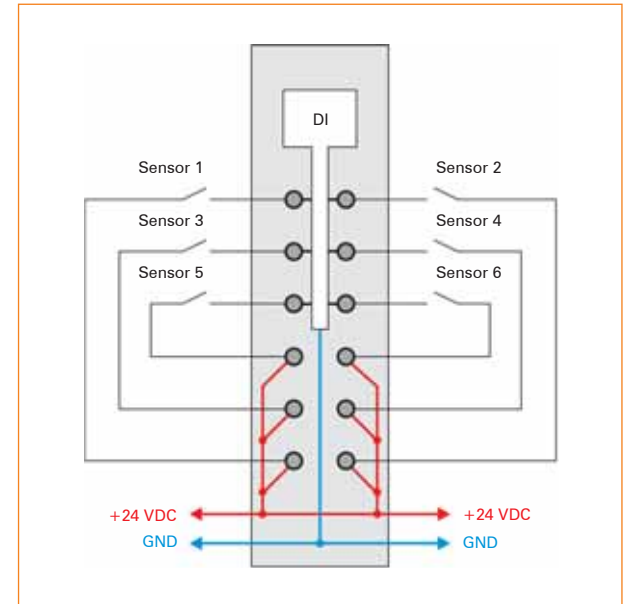 DI
Sensor 1
Sensor 2
Sensor 3
Sensor 4
Sensor 5
Sensor 6
+24 VDC
+24 VDC
GND
GND